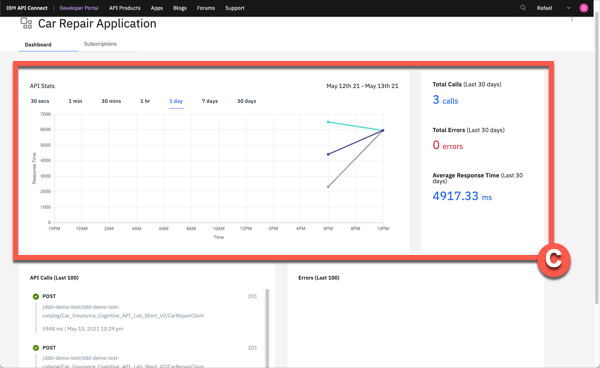 IBM API Connect Developer Portal API Products Apps Blogs Forums Support Rafael R
Car Repair Application
Dashboard Subscriptions
API Stats May 12th 21 - May 13th 21
30 secs 1 min 30 mins 1 hr 1 day 7 days 30 days
7000
6000
5000
4000
3000
2000
1000
0
Response Time
10PM 12AM 2AM 4AM 6AM 8AM 10AM 12PM 2PM 4PM 6PM 8PM 10PM
Time
Total Calls (Last 30 days)
3 calls
Total Errors (Last 30 days)
0 errors
Average Response Time (Last 30
days)
4917.33 ms
C
API Calls (Last 100)
POST 201
/ddd-demo-test/ddd-demo-test-
catalog/Car_Insurance_Cognitive_API_Lab_Short_V2/CarRepairClaim
5948 ms | May 13, 2021 10:29 pm
POST 201
/ddd-demo-test/ddd-demo-test-
catalog/Car_Insurance_Cognitive_API_Lab_Short_V2/CarRepairClaim
Errors (Last 100)